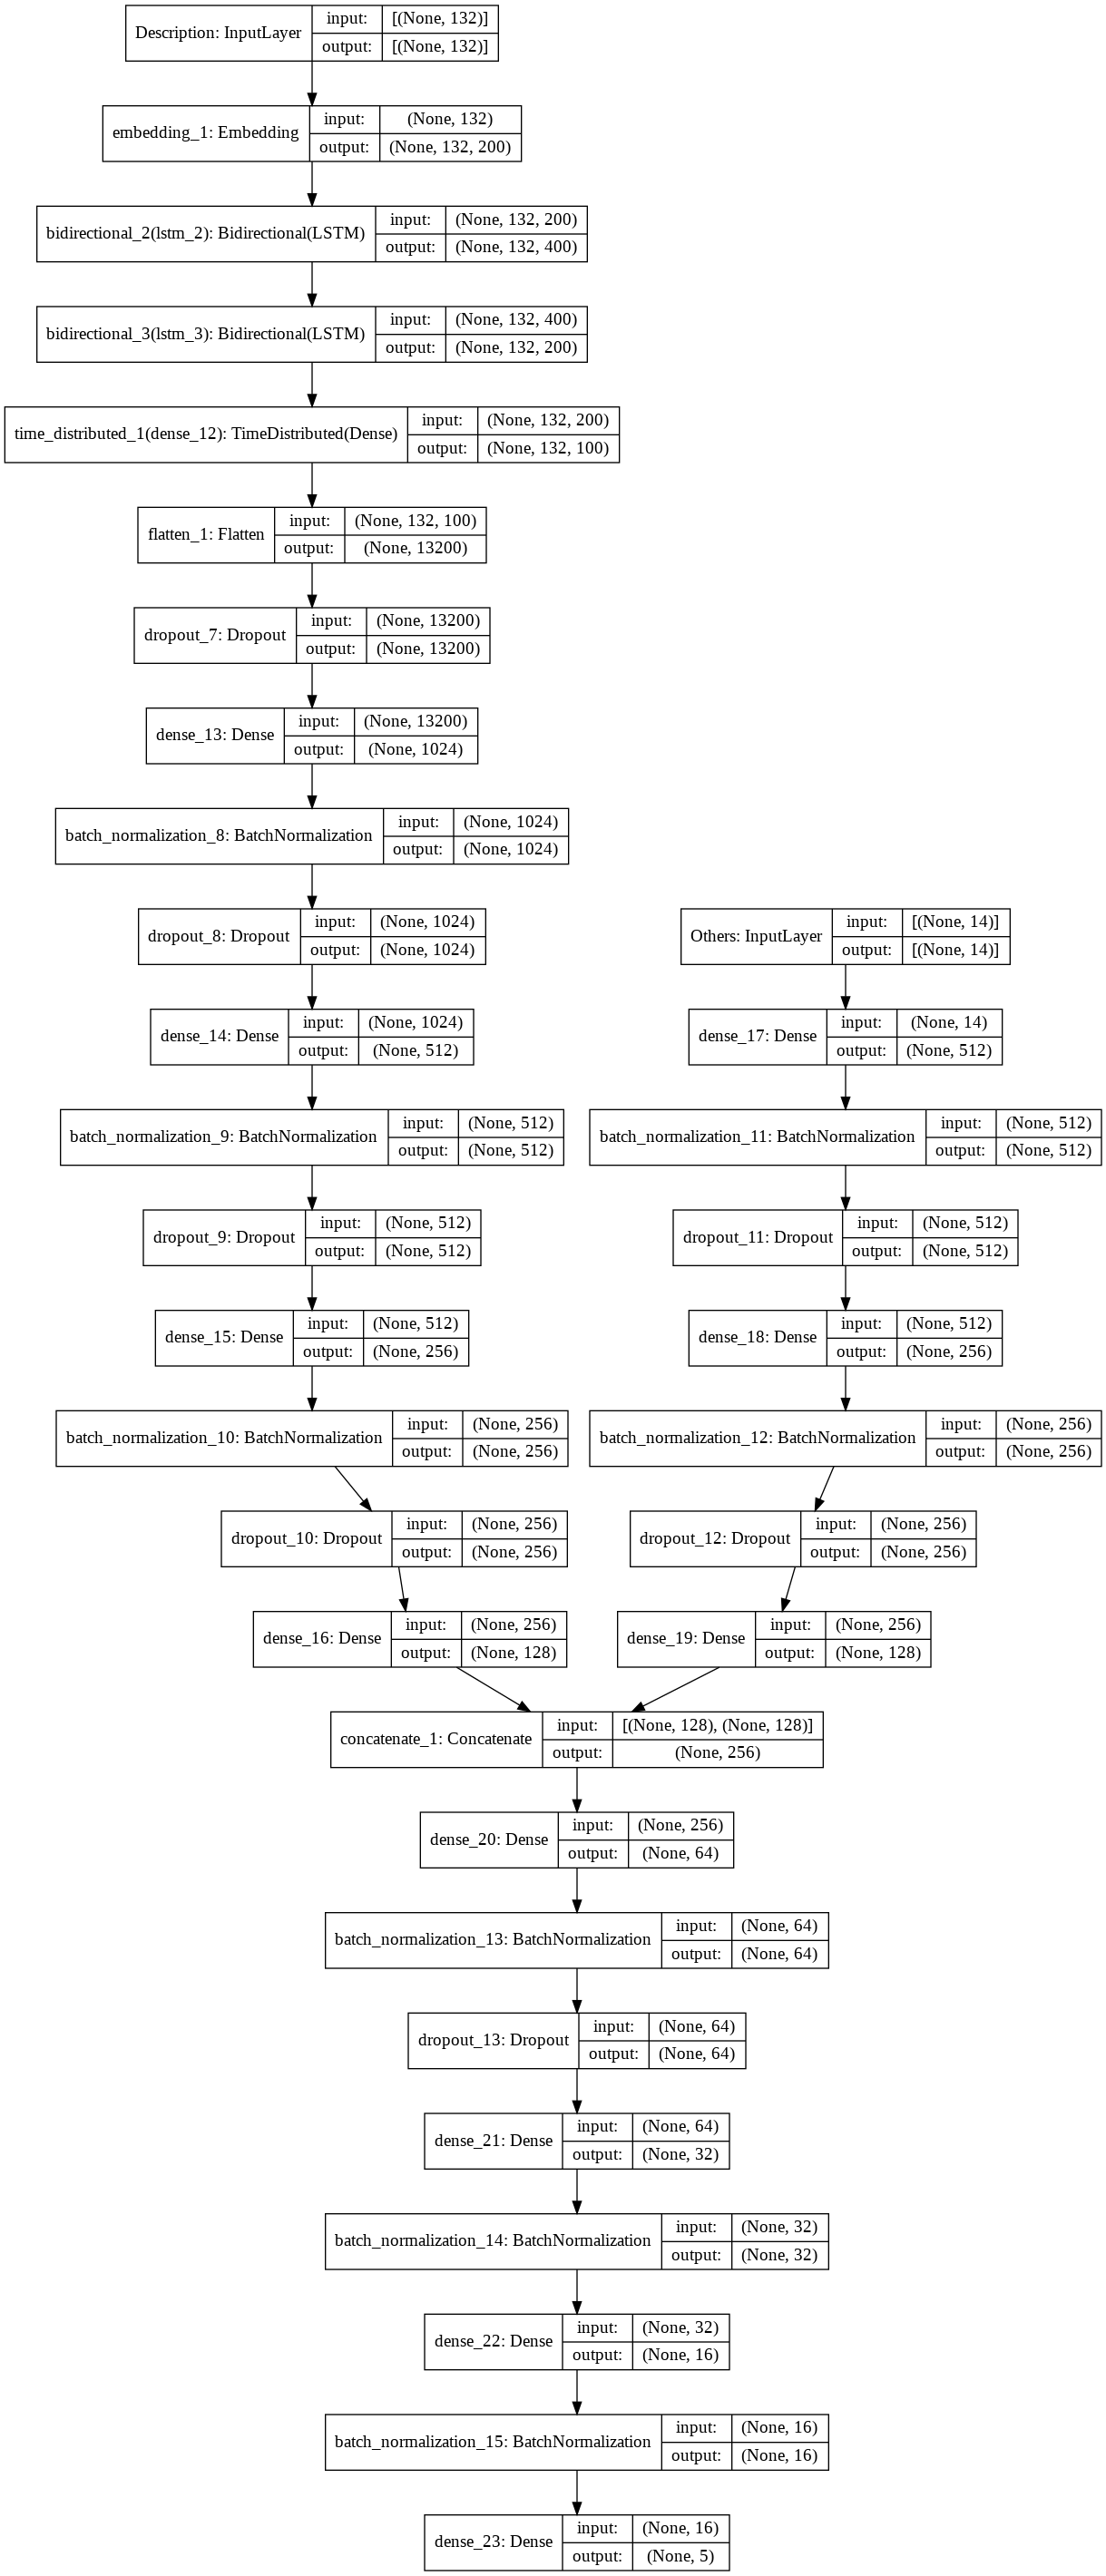 Description: InputLayer input: [(None, 132)]
output: [(None, 132)]
embedding_1: Embedding input: (None, 132)
output: (None, 132, 200)
bidirectional_2(lstm_2): Bidirectional(LSTM) input: (None, 132, 200)
output: (None, 132, 400)
bidirectional_3(lstm_3): Bidirectional(LSTM) input: (None, 132, 400)
output: (None, 132, 200)
time_distributed_1(dense_12): TimeDistributed(Dense) input: (None, 132, 200)
output: (None, 132, 100)
flatten_1: Flatten input: (None, 132, 100)
output: (None, 13200)
dropout_7: Dropout input: (None, 13200)
output: (None, 13200)
dense_13: Dense input: (None, 13200)
output: (None, 1024)
batch_normalization_8: BatchNormalization input: (None, 1024)
output: (None, 1024)
dropout_8: Dropout input: (None, 1024)
output: (None, 1024)
Others: InputLayer input: [(None, 14)]
output: [(None, 14)]
dense_14: Dense input: (None, 1024)
output: (None, 512)
dense_17: Dense input: (None, 14)
output: (None, 512)
batch_normalization_9: BatchNormalization input: (None, 512)
output: (None, 512)
batch_normalization_11: BatchNormalization input: (None, 512)
output: (None, 512)
dropout_9: Dropout input: (None, 512)
output: (None, 512)
dropout_11: Dropout input: (None, 512)
output: (None, 512)
dense_15: Dense input: (None, 512)
output: (None, 256)
dense_18: Dense input: (None, 512)
output: (None, 256)
batch_normalization_10: BatchNormalization input: (None, 256)
output: (None, 256)
batch_normalization_12: BatchNormalization input: (None, 256)
output: (None, 256)
dropout_10: Dropout input: (None, 256)
output: (None, 256)
dropout_12: Dropout input: (None, 256)
output: (None, 256)
dense_16: Dense input: (None, 256)
output: (None, 128)
dense_19: Dense input: (None, 256)
output: (None, 128)
concatenate_1: Concatenate input: [(None, 128), (None, 128)]
output: (None, 256)
dense_20: Dense input: (None, 256)
output: (None, 64)
batch_normalization_13: BatchNormalization input: (None, 64)
output: (None, 64)
dropout_13: Dropout input: (None, 64)
output: (None, 64)
dense_21: Dense input: (None, 64)
output: (None, 32)
batch_normalization_14: BatchNormalization input: (None, 32)
output: (None, 32)
dense_22: Dense input: (None, 32)
output: (None, 16)
batch_normalization_15: BatchNormalization input: (None, 16)
output: (None, 16)
dense_23: Dense input: (None, 16)
output: (None, 5)